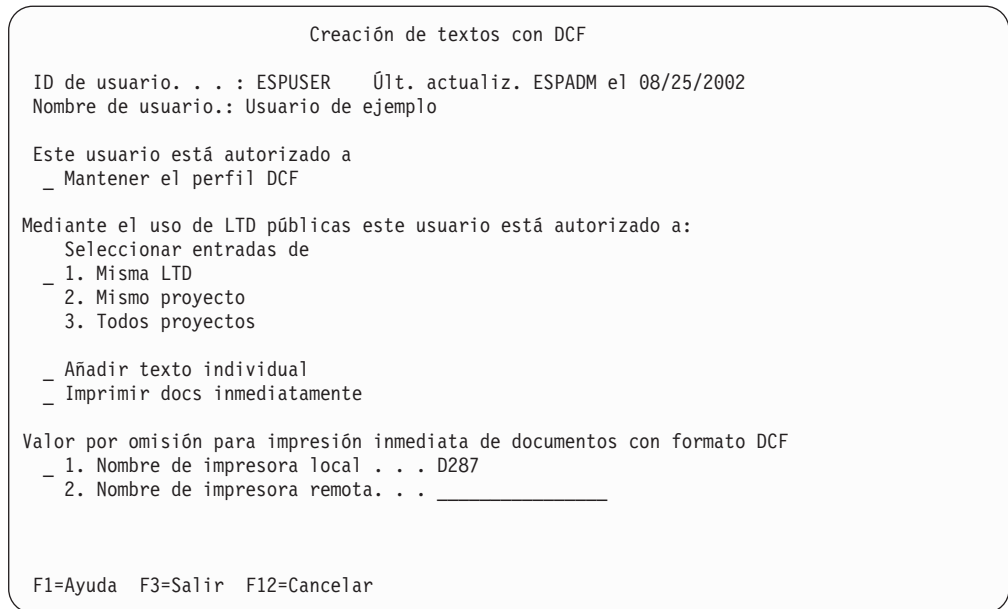 Creación de textos con DCF
ID de usuario. . . : ESPUSER Últ. actualiz. ESPADM el 08/25/2002
Nombre de usuario.: Usuario de ejemplo
Este usuario está autorizado a
_ Mantener el perfil DCF
Mediante el uso de LTD públicas este usuario está autorizado a:
Seleccionar entradas de
_ 1. Misma LTD
2. Mismo proyecto
3. Todos proyectos
_ Añadir texto individual
_ Imprimir docs inmediatamente
Valor por omisión para impresión inmediata de documentos con formato DCF
_ 1. Nombre de impresora local . . . D287
2. Nombre de impresora remota. . . ________________
F1=Ayuda F3=Salir F12=Cancelar